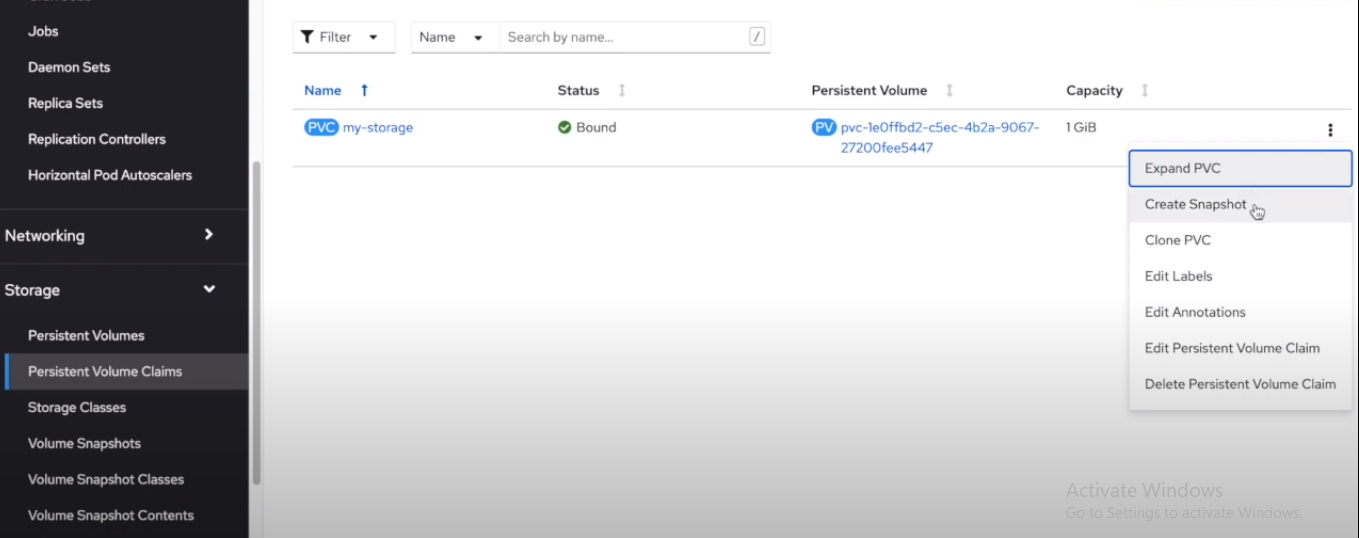 Jobs
Daemon Sets
Replica Sets
Replication Controllers
Horizontal Pod Autoscalers
Networking
Storage
Persistent Volumes
Persistent Volume Claims
Storage Classes
Volume Snapshots
Volume Snapshot Classes
Volume Snapshot Contents
Filter
Name
Search by name...
/
Name
Status
Persistent Volume
Capacity
PVC my-storage
Bound
PV pvc-1e0ffbd2-c5ec-4b2a-9067-
27200fee5447
1 GiB
Expand PVC
Create Snapshot
Clone PVC
Edit Labels
Edit Annotations
Edit Persistent Volume Claim
Delete Persistent Volume Claim
Activate Windows
Go to Settings to activate Windows.